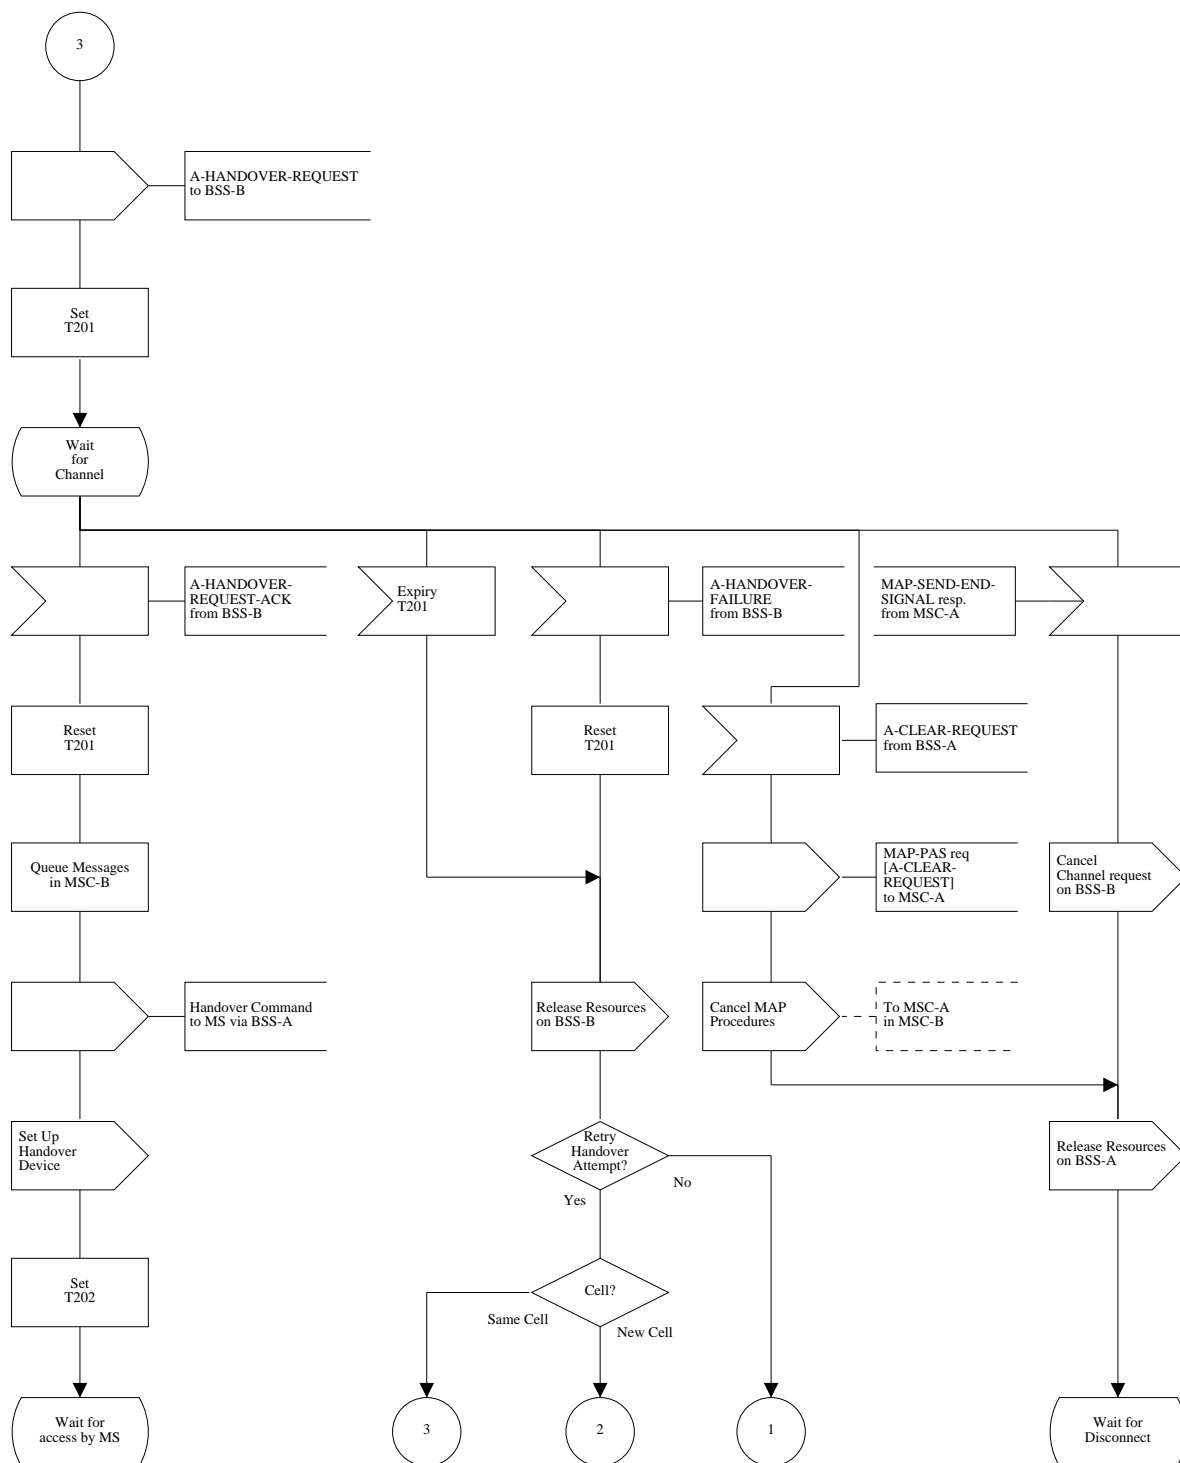 3
A-HANDOVER-REQUEST
to BSS-B
Set
T201
Wait
for
Channel
A-HANDOVER-
REQUEST-ACK
from BSS-B
Expiry
T201
A-HANDOVER-
FAILURE
from BSS-B
MAP-SEND-END-
SIGNAL resp.
from MSC-A
Reset
T201
Reset
T201
A-CLEAR-REQUEST
from BSS-A
Queue Messages
in MSC-B
MAP-PAS req
[A-CLEAR-
REQUEST]
to MSC-A
Cancel
Channel request
on BSS-B
Handover Command
to MS via BSS-A
Release Resources
on BSS-B
Cancel MAP
Procedures
To MSC-A
in MSC-B
Set Up
Handover
Device
Retry
Handover
Attempt?
No
Yes
Release Resources
on BSS-A
Set
T202
Cell?
Same Cell
New Cell
Wait for
access by MS
3
2
1
Wait for
Disconnect